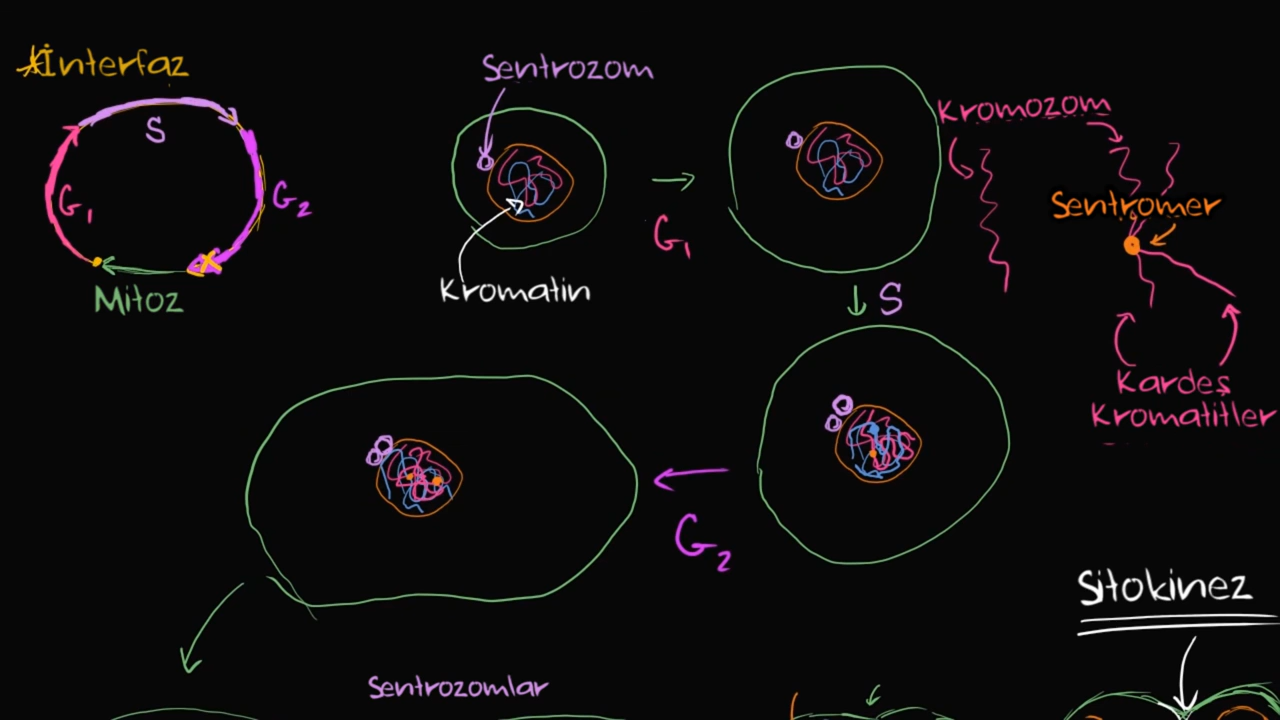 İnterfaz
S
G₁
G₂
Mitoz
Sentrozom
Kromatin
G₁
Kromozom
Sentromer
Kardeş
Kromatitler
S
G₂
Sitokinez
Sentrozomlar